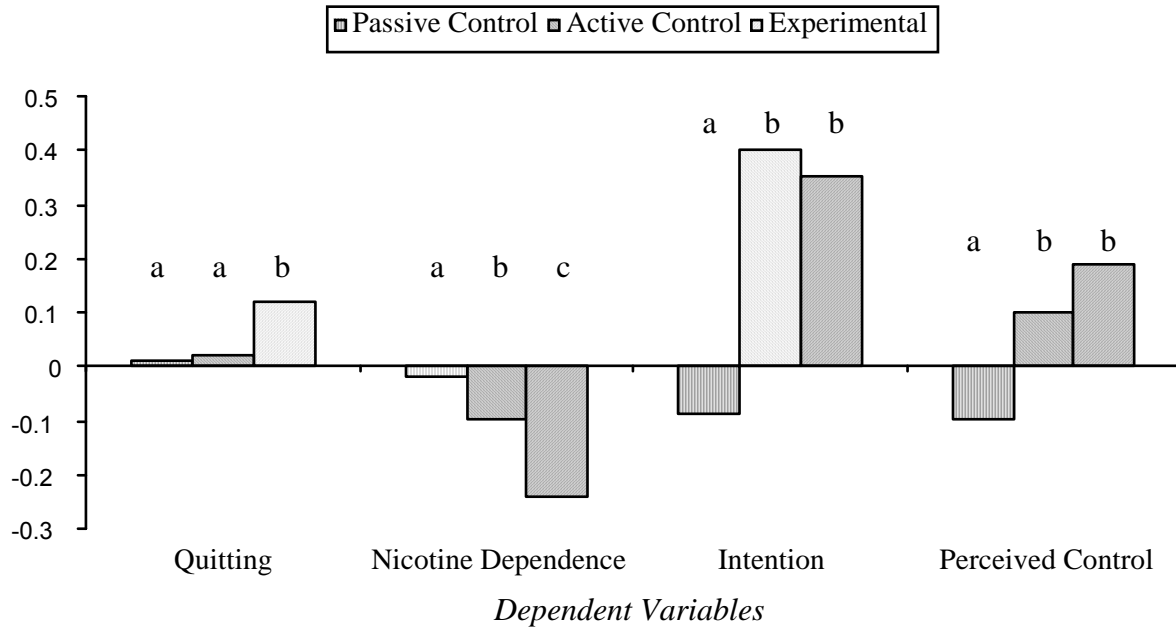 Passive Control Active Control Experimental
0.5
0.4
0.3
0.2
0.1
0
-0.1
-0.2
-0.3
a a b
a b c
a b b
a b b
Quitting Nicotine Dependence Intention Perceived Control
Dependent Variables